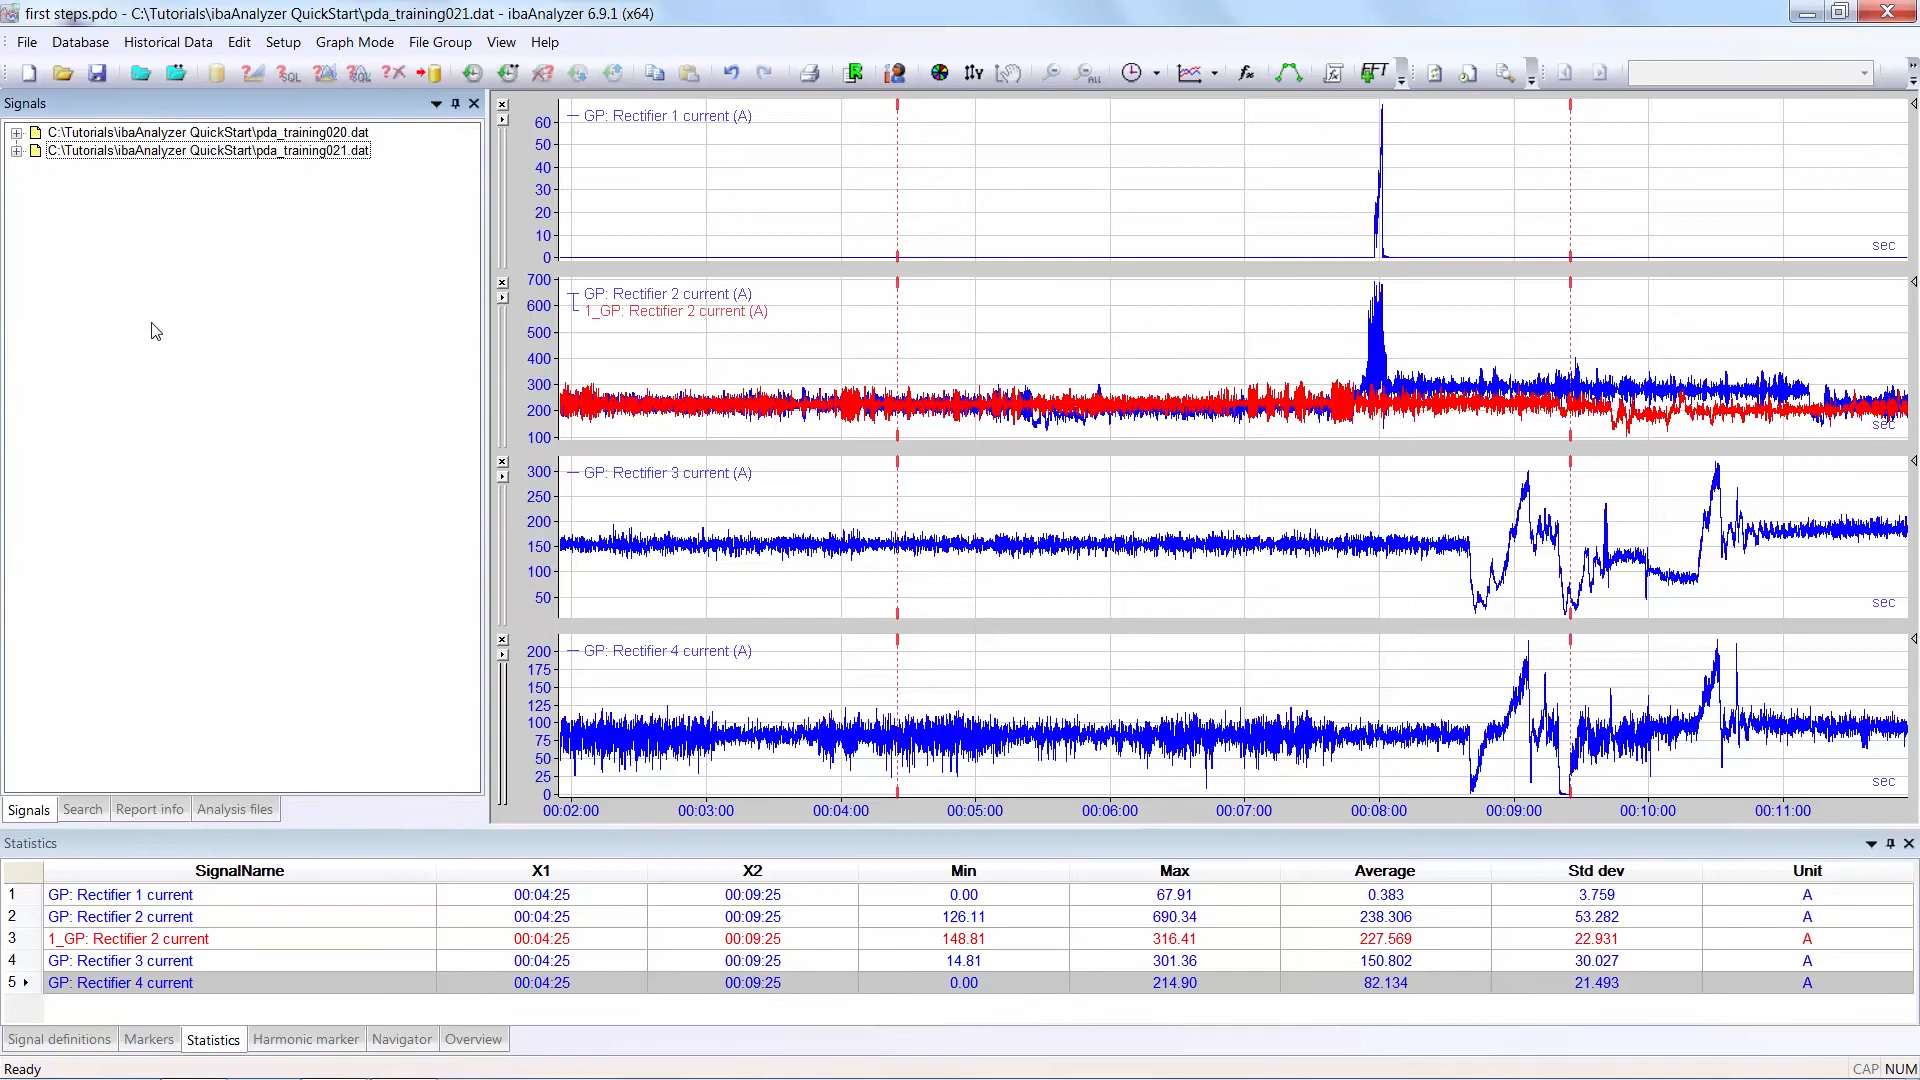 first steps.pdo - C:\Tutorials\ibaAnalyzer QuickStart\pda_training021.dat - ibaAnalyzer 6.9.1 (x64)
File Database Historical Data Edit Setup Graph Mode File Group View Help
SQL SQL ALL fx FFT
Signals
C:\Tutorials\ibaAnalyzer QuickStart\pda_training020.dat
C:\Tutorials\ibaAnalyzer QuickStart\pda_training021.dat
Signals Search Report info Analysis files
GP: Rectifier 1 current (A)
60
50
40
30
20
10
0
sec
700
GP: Rectifier 2 current (A)
600
1_GP: Rectifier 2 current (A)
500
400
300
200
100
sec
300
GP: Rectifier 3 current (A)
250
200
150
100
50
sec
200
GP: Rectifier 4 current (A)
175
150
125
100
75
50
25
0
sec
00:02:00 00:03:00 00:04:00 00:05:00 00:06:00 00:07:00 00:08:00 00:09:00 00:10:00 00:11:00
Statistics
SignalName X1 X2 Min Max Average Std dev Unit
1 GP: Rectifier 1 current 00:04:25 00:09:25 0.00 67.91 0.383 3.759 A
2 GP: Rectifier 2 current 00:04:25 00:09:25 126.11 690.34 238.306 53.282 A
3 1_GP: Rectifier 2 current 00:04:25 00:09:25 148.81 316.41 227.569 22.931 A
4 GP: Rectifier 3 current 00:04:25 00:09:25 14.81 301.36 150.802 30.027 A
5 GP: Rectifier 4 current 00:04:25 00:09:25 0.00 214.90 82.134 21.493 A
Signal definitions Markers Statistics Harmonic marker Navigator Overview
Ready
CAP NUM